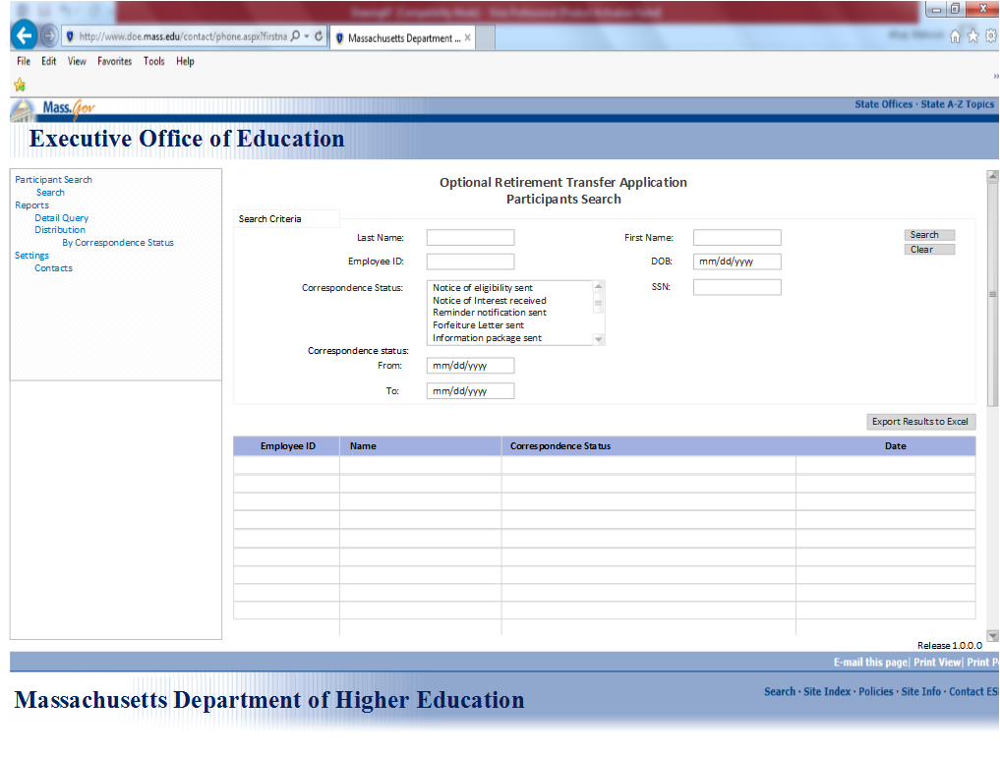 http://www.doe.mass.edu/contact/phone.aspx?firstna
Massachusetts Department ...
File Edit View Favorites Tools Help
Mass.Gov
State Offices · State A-Z Topics
Executive Office of Education
Participant Search
Search
Reports
Detail Query
Distribution
By Correspondence Status
Settings
Contacts
Optional Retirement Transfer Application
Participants Search
Search Criteria
Last Name: First Name: Search
Clear
Employee ID: DOB: mm/dd/yyyy
Correspondence Status: SSN:
Notice of eligibility sent
Notice of Interest received
Reminder notification sent
Forfeiture Letter sent
Information package sent
Correspondence status:
From: mm/dd/yyyy
To: mm/dd/yyyy
Export Results to Excel
Employee ID Name Correspondence Status Date
Release 1.0.0.0
E-mail this page| Print View| Print P
Massachusetts Department of Higher Education
Search · Site Index · Policies · Site Info · Contact ES